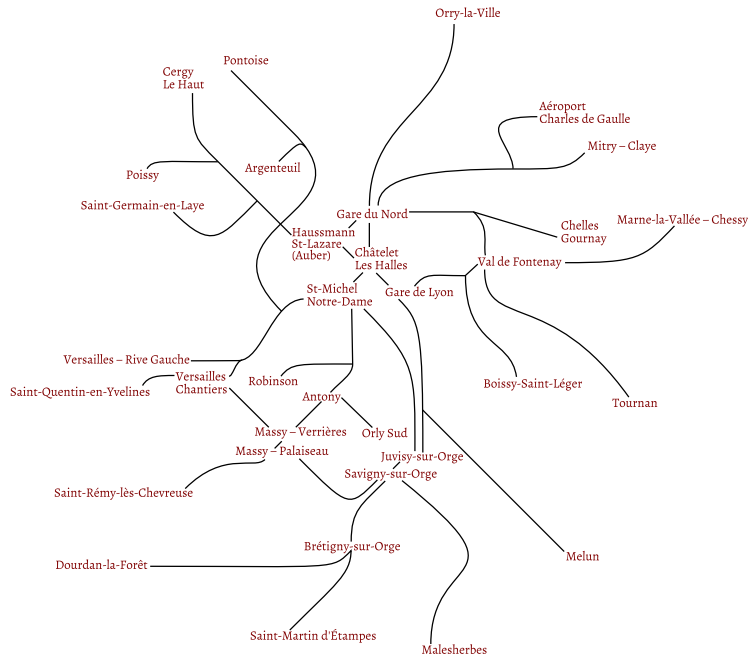 Orry-la-Ville
Pontoise
Cergy
Le Haut
Aéroport
Charles de Gaulle
Mitry – Claye
Argenteuil
Poissy
Saint-Germain-en-Laye
Gare du Nord
Marne-la-Vallée – Chessy
Chelles
Gournay
Haussmann
St-Lazare
(Auber)
Châtelet
Les Halles
Val de Fontenay
St-Michel
Notre-Dame
Gare de Lyon
Versailles – Rive Gauche
Versailles
Chantiers
Saint-Quentin-en-Yvelines
Robinson
Boissy-Saint-Léger
Antony
Tournan
Massy – Verrières
Orly Sud
Massy – Palaiseau
Juvisy-sur-Orge
Savigny-sur-Orge
Saint-Rémy-lès-Chevreuse
Brétigny-sur-Orge
Melun
Dourdan-la-Forêt
Saint-Martin d'Étampes
Malesherbes